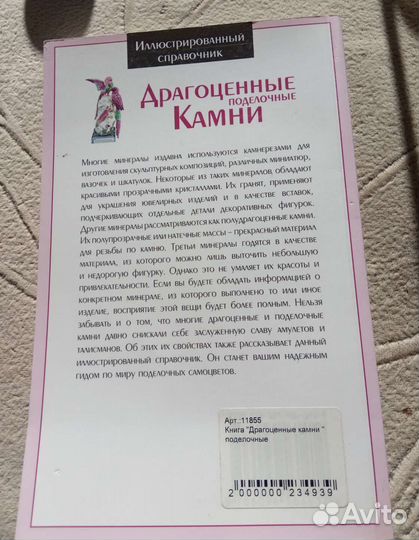 Иллюстрированный
справочник
Драгоценные
поделочные
Камни
Многие минералы издавна используются камнерезами для
изготовления скульптурных композиций, различных миниатюр,
вазочек и шкатулок. Некоторые из таких минералов обладают
красивыми прозрачными кристаллами. Их гранят, применяют
для украшения ювелирных изделий и в качестве вставок,
подчеркивающих отдельные детали декоративных фигурок.
Другие минералы рассматриваются как полудрагоценные камни.
Их полупрозрачные или натечные массы – прекрасный материал
для резьбы по камню. Третьи минералы годятся в качестве
материала, из которого можно лишь выточить небольшую
и недорогую фигурку. Однако это не умаляет их красоты и
привлекательности. Если вы будете обладать информацией о
конкретном минерале, из которого выполнено то или иное
изделие, восприятие этой вещи будет более полным. Нельзя
забывать и о том, что многие драгоценные и поделочные
камни давно снискали себе заслуженную славу амулетов и
талисманов. Об этих их свойствах также рассказывает данный
иллюстрированный справочник. Он станет вашим надежным
гидом по миру поделочных самоцветов.
Арт.:11855
Книга "Драгоценные камни "
поделочные
2 000000 234939
Avito